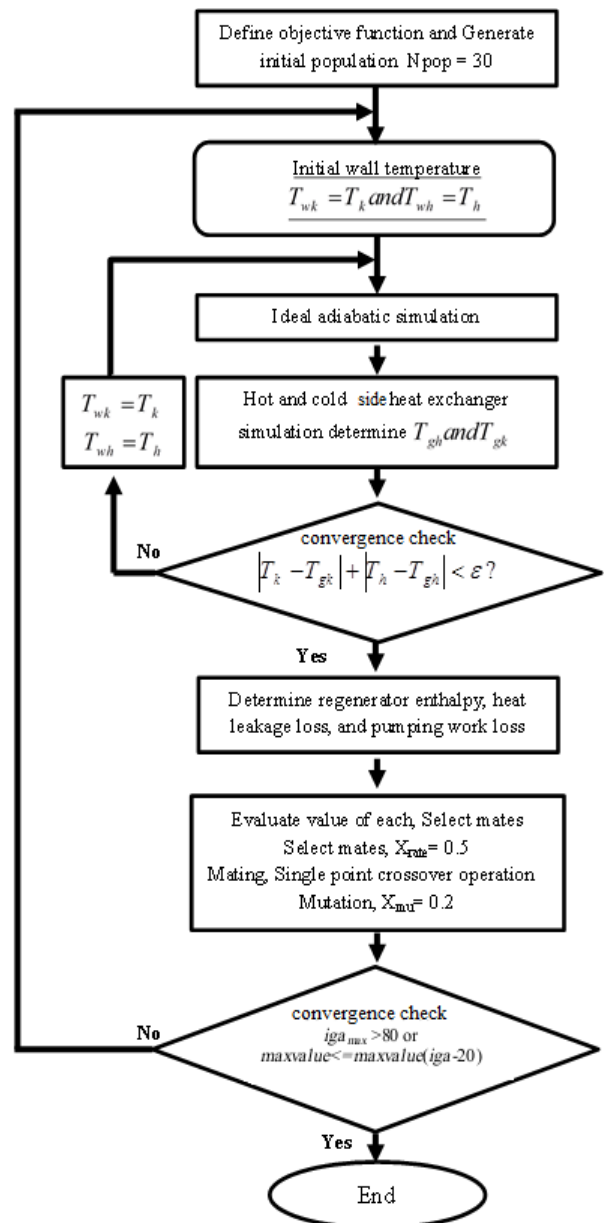 Define objective function and Generate
initial population Npop = 30
Initial wall temperature
T_wk = T_k and T_wh = T_h
Ideal adiabatic simulation
Hot and cold side heat exchanger
simulation determine T_gh and T_gk
T_wk = T_k
T_wh = T_h
convergence check
|T_k − T_gk| + |T_h − T_gh| < ε ?
No
Yes
Determine regenerator enthalpy, heat
leakage loss, and pumping work loss
Evaluate value of each, Select mates
Select mates, X_rate= 0.5
Mating, Single point crossover operation
Mutation, X_mu= 0.2
convergence check
iga_max >80 or
maxvalue<=maxvalue(iga-20)
No
Yes
End